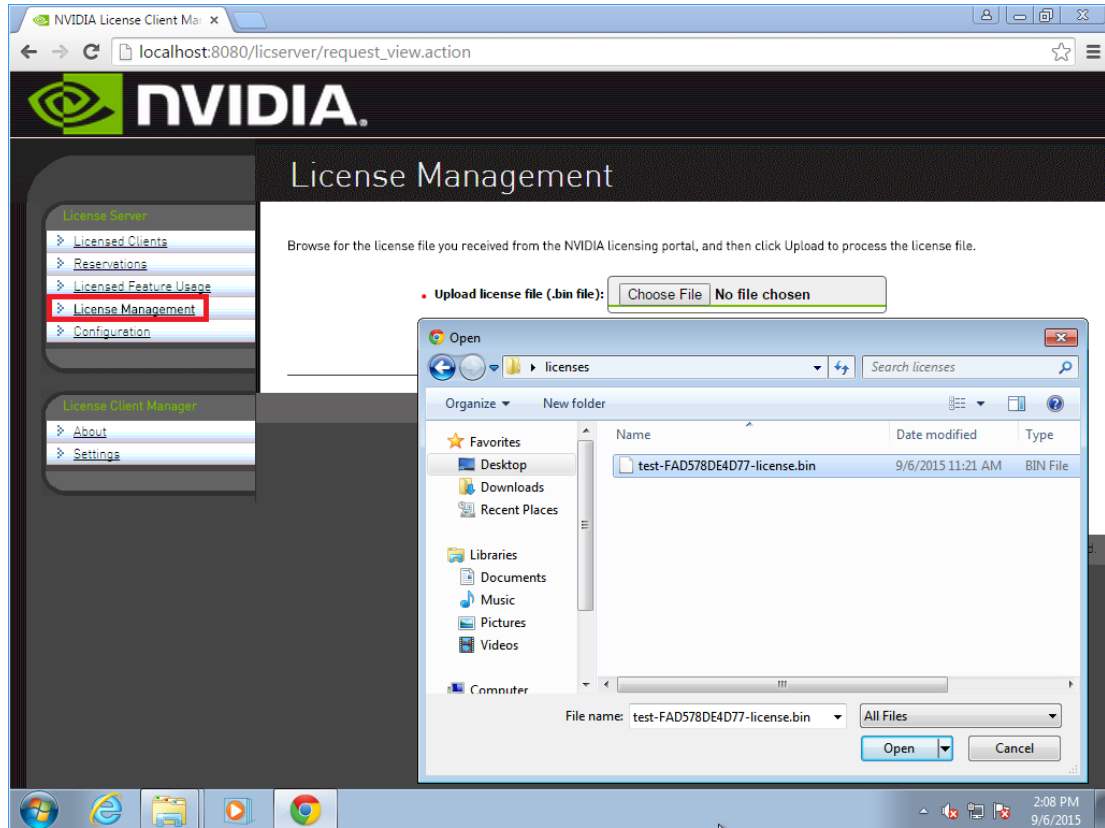 NVIDIA License Client Ma
localhost:8080/licserver/request_view.action
NVIDIA.
License Management
License Server
Licensed Clients
Reservations
Licensed Feature Usage
License Management
Configuration
License Client Manager
About
Settings
Browse for the license file you received from the NVIDIA licensing portal, and then click Upload to process the license file.
Upload license file (.bin file): Choose File No file chosen
Open
licenses
Search licenses
Organize New folder
Favorites
Desktop
Downloads
Recent Places
Libraries
Documents
Music
Pictures
Videos
Computer
Name Date modified Type
test-FAD578DE4D77-license.bin 9/6/2015 11:21 AM BIN File
File name: test-FAD578DE4D77-license.bin All Files
Open Cancel
2:08 PM
9/6/2015